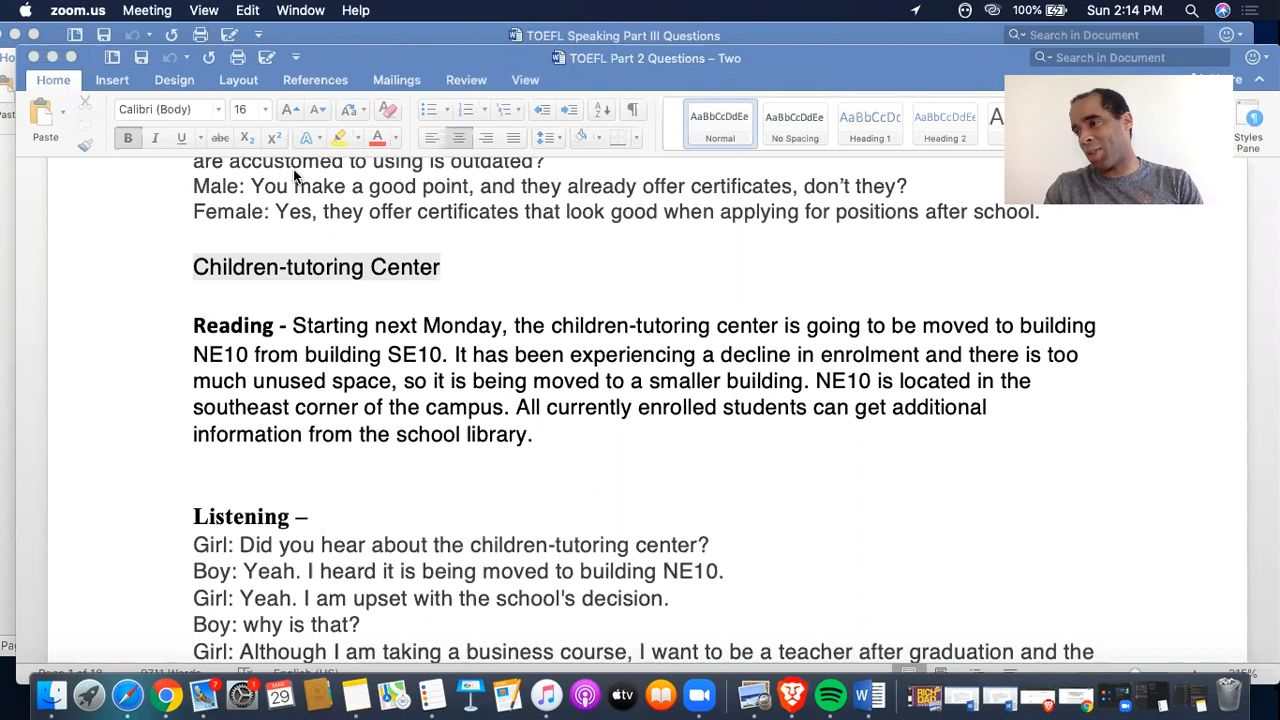 zoom.us Meeting View Edit Window Help 100% Sun 2:14 PM
TOEFL Speaking Part III Questions Search in Document
TOEFL Part 2 Questions – Two Search in Document
Home Insert Design Layout References Mailings Review View
Calibri (Body) 16
AaBbCcDdEe AaBbCcDdEe AaBbCcDd AaBbCcDdEe
Paste Normal No Spacing Heading 1 Heading 2 Styles Pane
are accustomed to using is outdated?
Male: You make a good point, and they already offer certificates, don’t they?
Female: Yes, they offer certificates that look good when applying for positions after school.
Children-tutoring Center
Reading - Starting next Monday, the children-tutoring center is going to be moved to building
NE10 from building SE10. It has been experiencing a decline in enrolment and there is too
much unused space, so it is being moved to a smaller building. NE10 is located in the
southeast corner of the campus. All currently enrolled students can get additional
information from the school library.
Listening –
Girl: Did you hear about the children-tutoring center?
Boy: Yeah. I heard it is being moved to building NE10.
Girl: Yeah. I am upset with the school's decision.
Boy: why is that?
Girl: Although I am taking a business course, I want to be a teacher after graduation and the